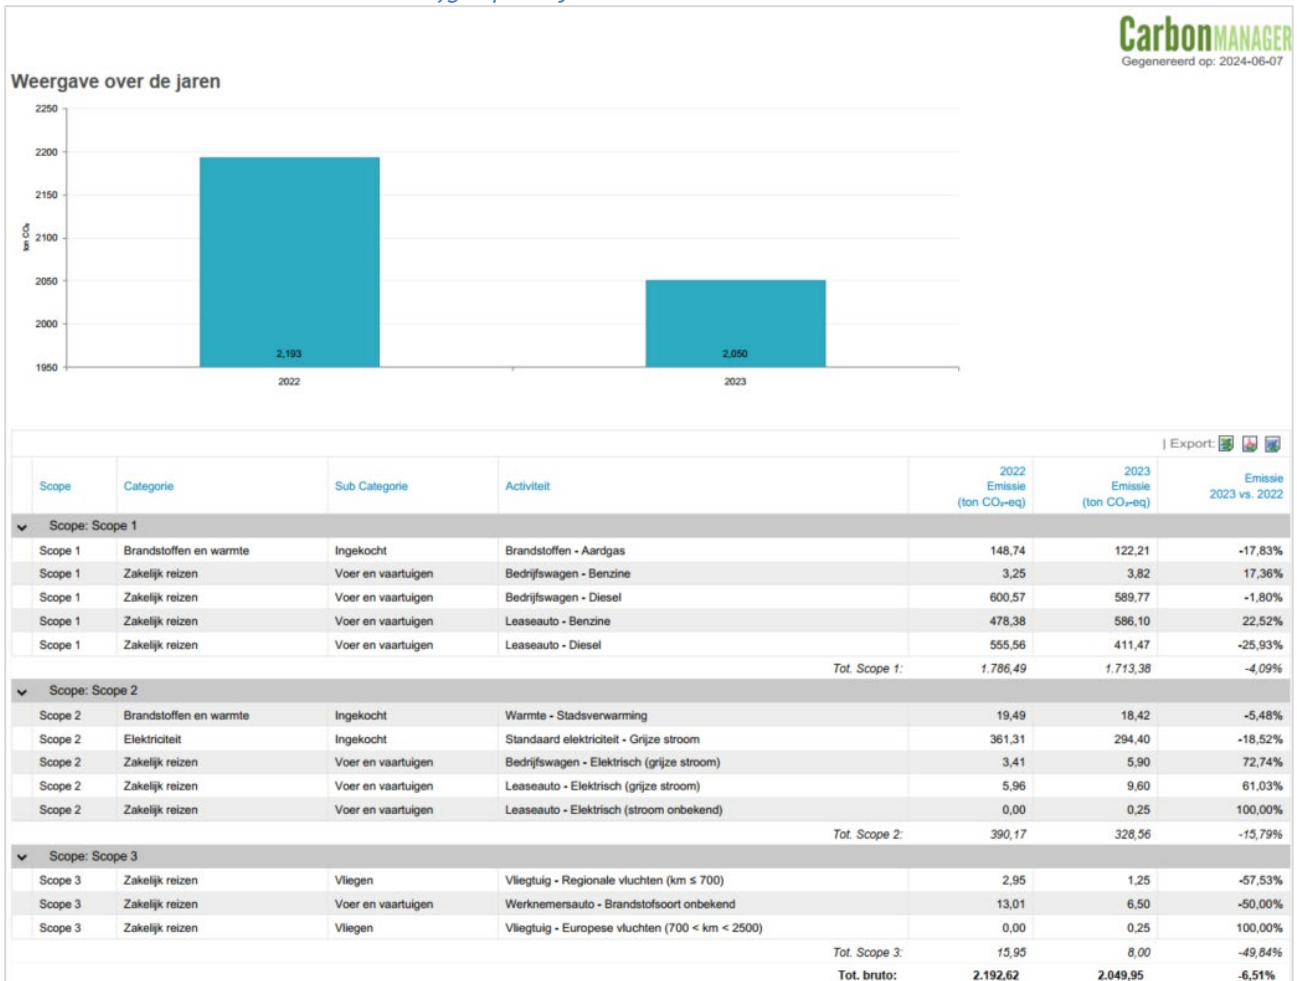 CarbonMANAGER
Gegenereerd op: 2024-06-07
Weergave over de jaren
2250
2200
2150
2100
2050
2000
1950
ton CO₂
2,193
2,050
2022
2023
| Export:
Scope Categorie Sub Categorie Activiteit 2022 Emissie (ton CO₂-eq) 2023 Emissie (ton CO₂-eq) Emissie 2023 vs. 2022
Scope: Scope 1
Scope 1 Brandstoffen en warmte Ingekocht Brandstoffen - Aardgas 148,74 122,21 -17,83%
Scope 1 Zakelijk reizen Voer en vaartuigen Bedrijfswagen - Benzine 3,25 3,82 17,36%
Scope 1 Zakelijk reizen Voer en vaartuigen Bedrijfswagen - Diesel 600,57 589,77 -1,80%
Scope 1 Zakelijk reizen Voer en vaartuigen Leaseauto - Benzine 478,38 586,10 22,52%
Scope 1 Zakelijk reizen Voer en vaartuigen Leaseauto - Diesel 555,56 411,47 -25,93%
Tot. Scope 1: 1.786,49 1.713,38 -4,09%
Scope: Scope 2
Scope 2 Brandstoffen en warmte Ingekocht Warmte - Stadsverwarming 19,49 18,42 -5,48%
Scope 2 Elektriciteit Ingekocht Standaard elektriciteit - Grijze stroom 361,31 294,40 -18,52%
Scope 2 Zakelijk reizen Voer en vaartuigen Bedrijfswagen - Elektrisch (grijze stroom) 3,41 5,90 72,74%
Scope 2 Zakelijk reizen Voer en vaartuigen Leaseauto - Elektrisch (grijze stroom) 5,96 9,60 61,03%
Scope 2 Zakelijk reizen Voer en vaartuigen Leaseauto - Elektrisch (stroom onbekend) 0,00 0,25 100,00%
Tot. Scope 2: 390,17 328,56 -15,79%
Scope: Scope 3
Scope 3 Zakelijk reizen Vliegen Vliegtuig - Regionale vluchten (km ≤ 700) 2,95 1,25 -57,53%
Scope 3 Zakelijk reizen Voer en vaartuigen Werknemersauto - Brandstofsoort onbekend 13,01 6,50 -50,00%
Scope 3 Zakelijk reizen Vliegen Vliegtuig - Europese vluchten (700 < km < 2500) 0,00 0,25 100,00%
Tot. Scope 3: 15,95 8,00 -49,84%
Tot. bruto: 2.192,62 2.049,95 -6,51%